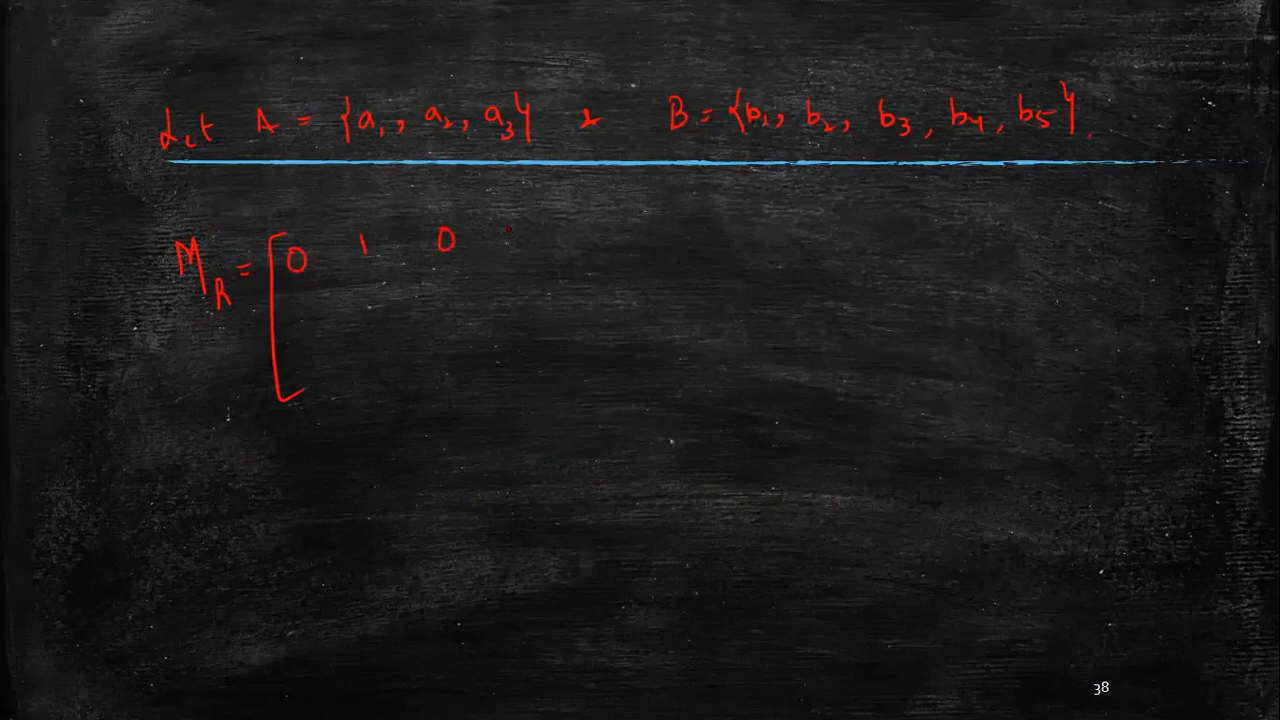 Let A = {a₁, a₂, a₃} & B = {b₁, b₂, b₃, b₄, b₅}.
M_R = [ 0 1 0
38